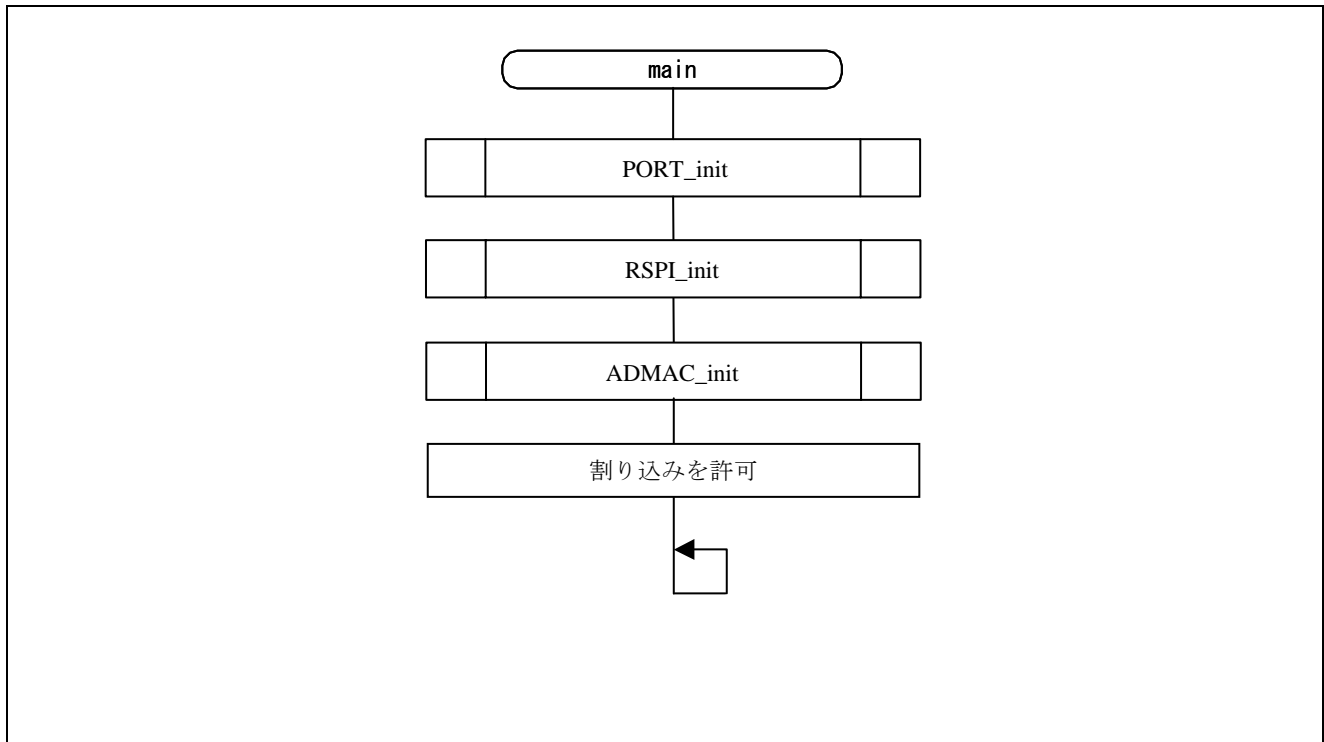 main
PORT_init
RSPI_init
ADMAC_init
割り込みを許可